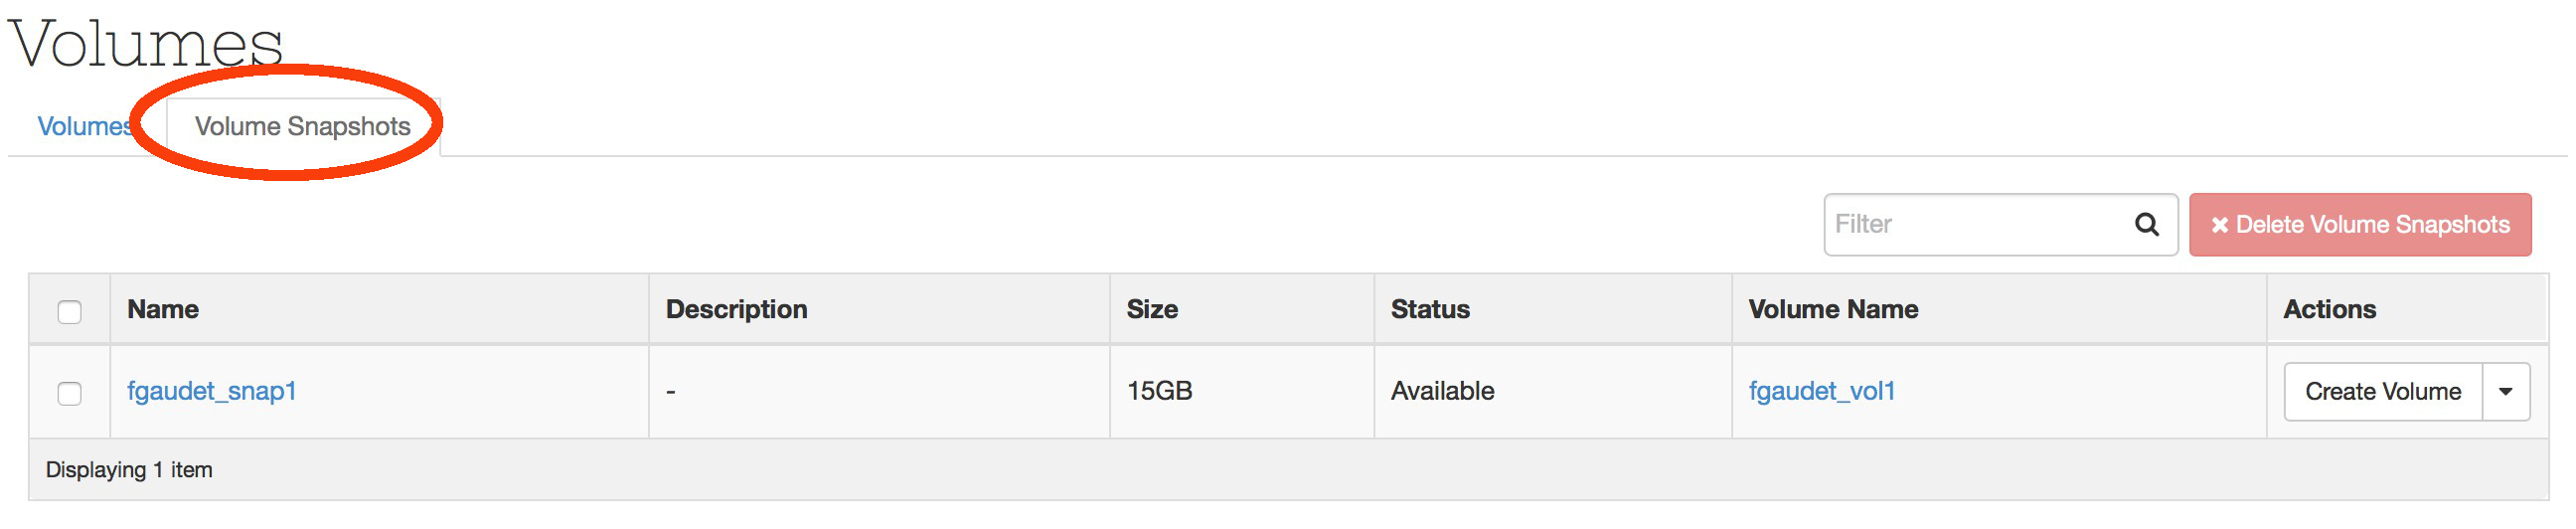 Volumes
Volumes Volume Snapshots
Filter Delete Volume Snapshots
Name Description Size Status Volume Name Actions
fgaudet_snap1 - 15GB Available fgaudet_vol1 Create Volume
Displaying 1 item